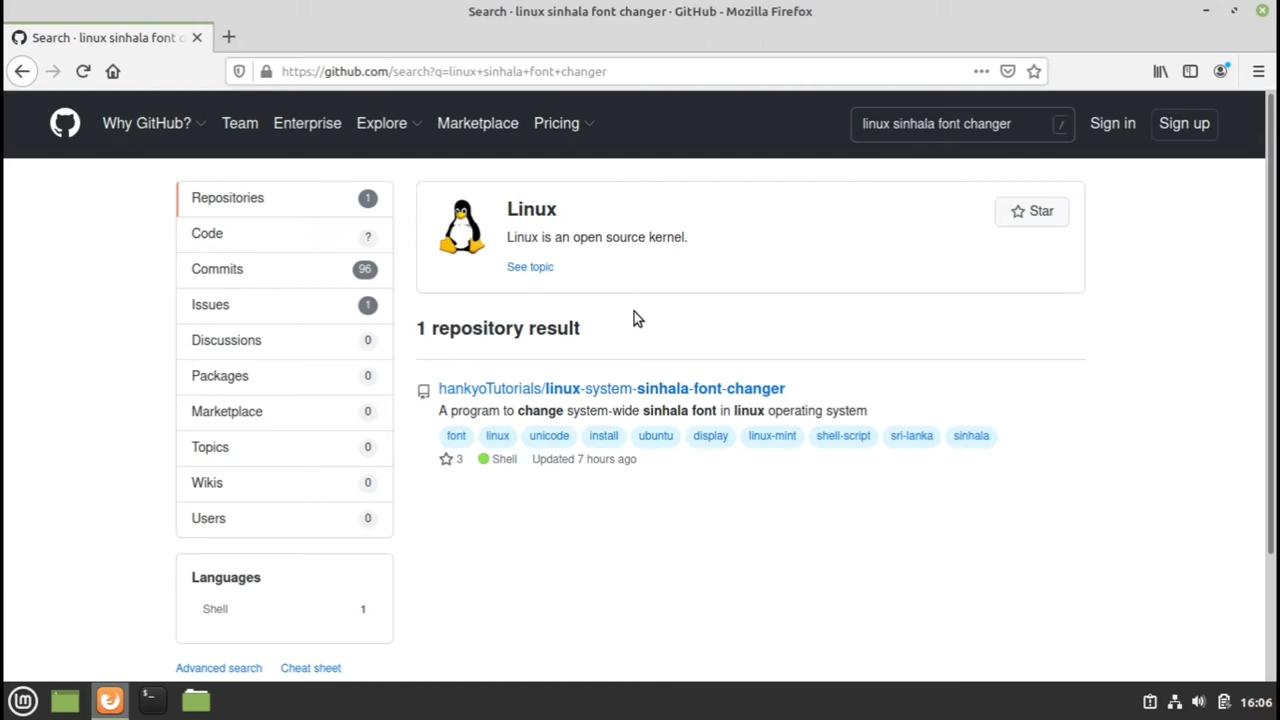 Search · linux sinhala font changer · GitHub - Mozilla Firefox
Search · linux sinhala font c
https://github.com/search?q=linux+sinhala+font+changer
Why GitHub? Team Enterprise Explore Marketplace Pricing linux sinhala font changer / Sign in Sign up
Repositories 1
Code ?
Commits 96
Issues 1
Discussions 0
Packages 0
Marketplace 0
Topics 0
Wikis 0
Users 0
Languages
Shell 1
Advanced search Cheat sheet
Linux
Star
Linux is an open source kernel.
See topic
1 repository result
hankyoTutorials/linux-system-sinhala-font-changer
A program to change system-wide sinhala font in linux operating system
font linux unicode install ubuntu display linux-mint shell-script sri-lanka sinhala
3 Shell Updated 7 hours ago
16:06